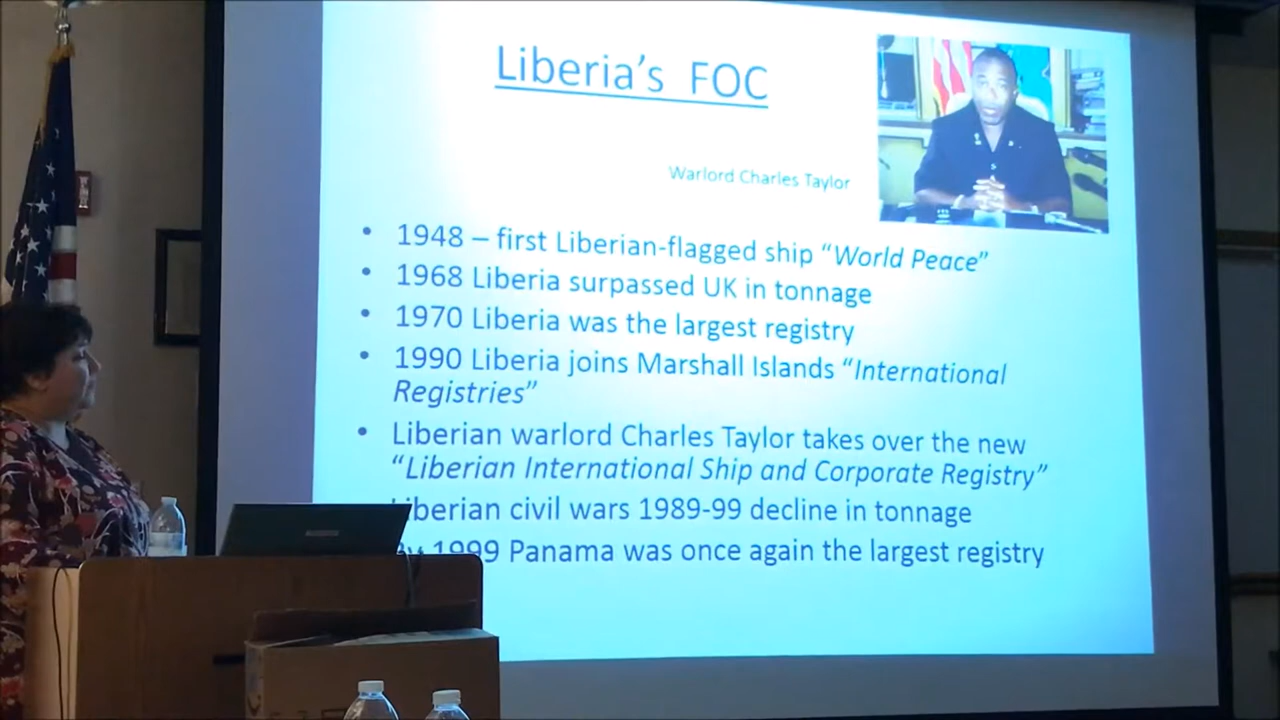 Liberia's FOC
Warlord Charles Taylor
• 1948 – first Liberian-flagged ship "World Peace"
• 1968 Liberia surpassed UK in tonnage
• 1970 Liberia was the largest registry
• 1990 Liberia joins Marshall Islands "International
Registries"
• Liberian warlord Charles Taylor takes over the new
"Liberian International Ship and Corporate Registry"
Liberian civil wars 1989-99 decline in tonnage
By 1999 Panama was once again the largest registry